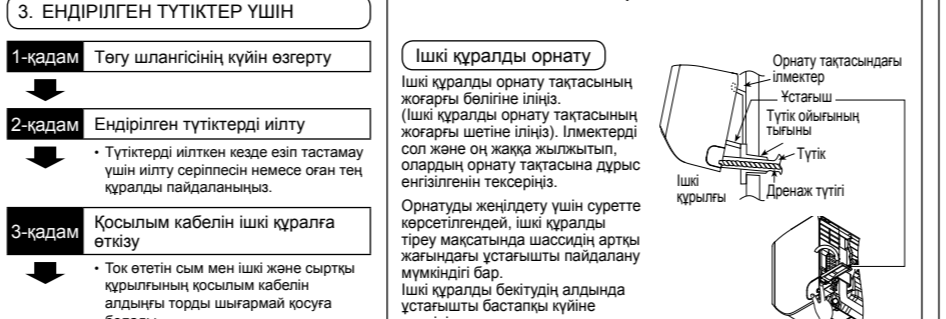 3. ЕНДІРІЛГЕН ТҮТІКТЕР ҮШІН
1-қадам Төгу шлангісінің күйін өзгерту
2-қадам Ендірілген түтіктерді иілту
• Түтіктерді иілткен кезде езіп тастамау
үшін иілту серіппесін немесе оған тең
құралды пайдаланыңыз.
3-қадам Қосылым кабелін ішкі құралға
өткізу
• Ток өтетін сым мен ішкі және сыртқы
құрылғының қосылым кабелін
алдыңғы торды шығармай қосуға
Ішкі құралды орнату
Ішкі құралды орнату тақтасының
жоғарғы бөлігіне іліңіз.
(Ішкі құралды орнату тақтасының
жоғарғы шетіне іліңіз). Ілмектерді
сол және оң жаққа жылжытып,
олардың орнату тақтасына дұрыс
енгізілгенін тексеріңіз.
Орнатуды жеңілдету үшін суретте
көрсетілгендей, ішкі құралды
тіреу мақсатында шассидің артқы
жағындағы ұстағышты пайдалану
мүмкіндігі бар.
Ішкі құралды бекітудің алдында
ұстағышты бастапқы күйіне
Орнату тақтасындағы
ілмектер
Ұстағыш
Түтік ойығының
тығыны
Түтік
Ішкі
құрылғы
Дренаж түтігі